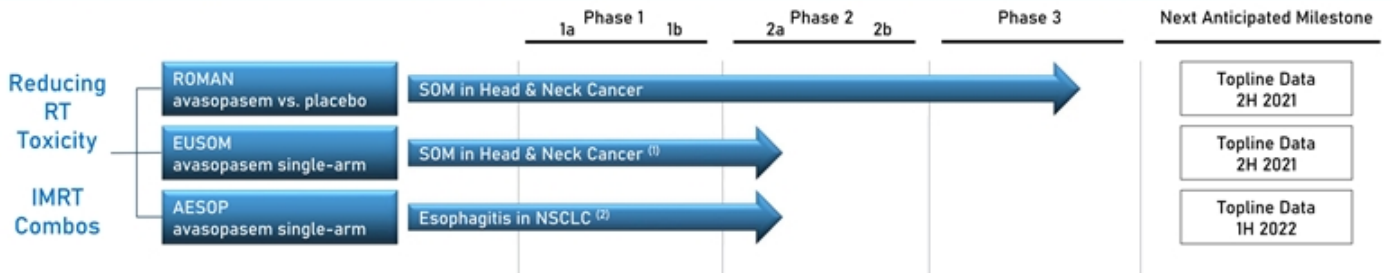 Phase 1
1a 1b
Phase 2
2a 2b
Phase 3
Next Anticipated Milestone
Reducing
RT
Toxicity
IMRT
Combos
ROMAN
avasopasem vs. placebo
SOM in Head & Neck Cancer
Topline Data
2H 2021
EUSOM
avasopasem single-arm
SOM in Head & Neck Cancer (1)
Topline Data
2H 2021
AESOP
avasopasem single-arm
Esophagitis in NSCLC (2)
Topline Data
1H 2022